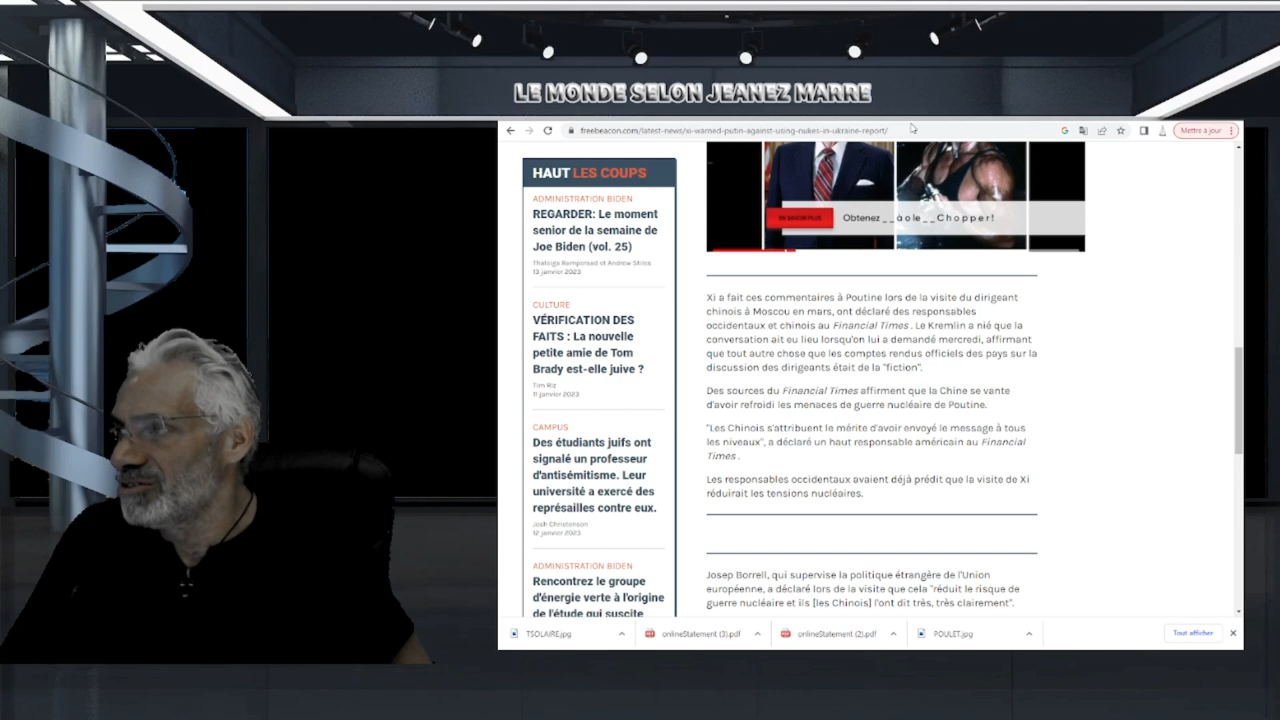 LE MONDE SELON JEANEZ MARRE
freebeacon.com/latest-news/xi-warned-putin-against-using-nukes-in-ukraine-report/
Mettre à jour
HAUT LES COUPS
ADMINISTRATION BIDEN
REGARDER: Le moment
senior de la semaine de
Joe Biden (vol. 25)
Thaleigha Rampersad et Andrew Stiles
13 janvier 2023
CULTURE
VÉRIFICATION DES
FAITS : La nouvelle
petite amie de Tom
Brady est-elle juive ?
Tim Riz
11 janvier 2023
CAMPUS
Des étudiants juifs ont
signalé un professeur
d'antisémitisme. Leur
université a exercé des
représailles contre eux.
Josh Christenson
12 janvier 2023
ADMINISTRATION BIDEN
Rencontrez le groupe
d'énergie verte à l'origine
de l'étude qui suscite
EN SAVOIR PLUS
Obtenez __à ole__Chopper!
Xi a fait ces commentaires à Poutine lors de la visite du dirigeant
chinois à Moscou en mars, ont déclaré des responsables
occidentaux et chinois au Financial Times . Le Kremlin a nié que la
conversation ait eu lieu lorsqu'on lui a demandé mercredi, affirmant
que tout autre chose que les comptes rendus officiels des pays sur la
discussion des dirigeants était de la "fiction".
Des sources du Financial Times affirment que la Chine se vante
d'avoir refroidi les menaces de guerre nucléaire de Poutine.
"Les Chinois s'attribuent le mérite d'avoir envoyé le message à tous
les niveaux", a déclaré un haut responsable américain au Financial
Times .
Les responsables occidentaux avaient déjà prédit que la visite de Xi
réduirait les tensions nucléaires.
Josep Borrell, qui supervise la politique étrangère de l'Union
européenne, a déclaré lors de la visite que cela "réduit le risque de
guerre nucléaire et ils [les Chinois] l'ont dit très, très clairement".
TSOLAIRE.jpg
onlineStatement (3).pdf
onlineStatement (2).pdf
POULET.jpg
Tout afficher